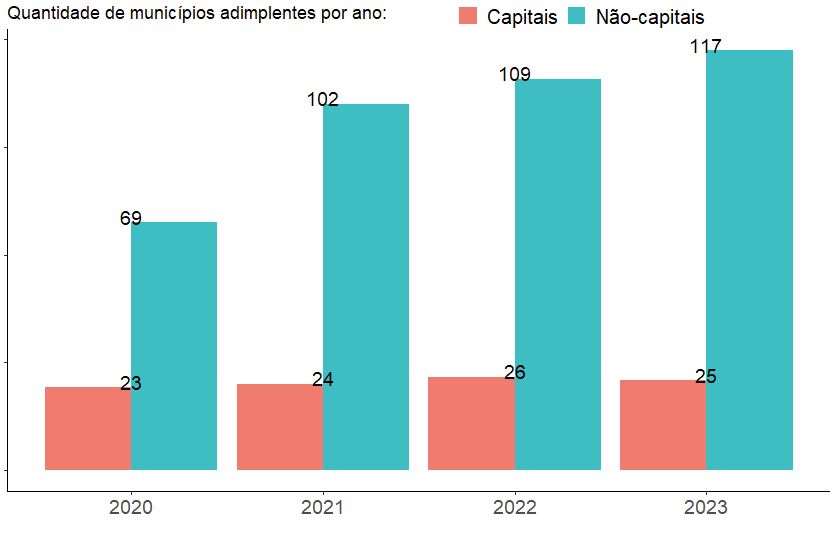 Quantidade de municípios adimplentes por ano:
Capitais Não-capitais
117
109
102
69
23
24
26
25
2020 2021 2022 2023